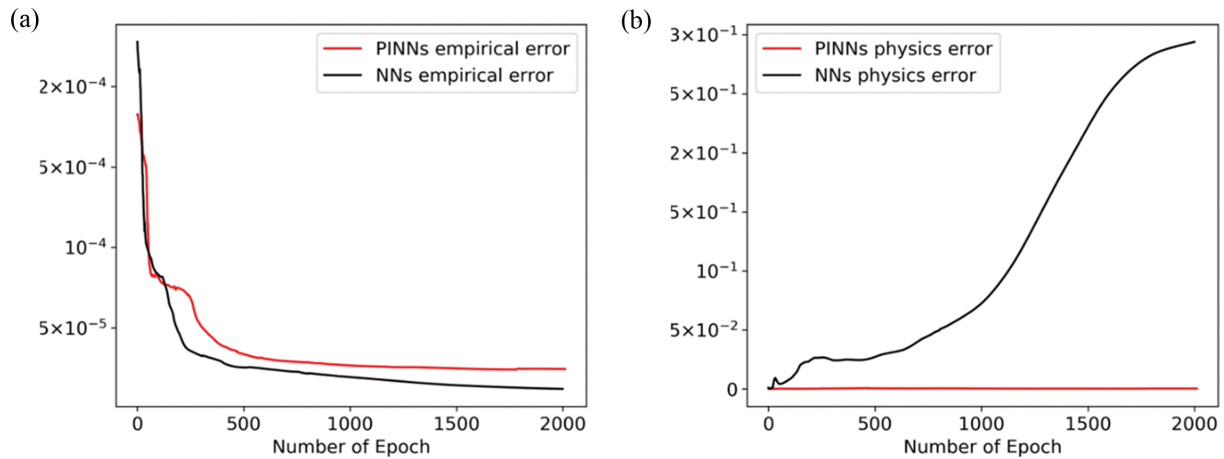 (a)
PINNs empirical error
NNs empirical error
2×10⁻⁴
5×10⁻⁴
10⁻⁴
5×10⁻⁵
0 500 1000 1500 2000
Number of Epoch
(b)
PINNs physics error
NNs physics error
3×10⁻¹
5×10⁻¹
2×10⁻¹
5×10⁻¹
10⁻¹
5×10⁻²
0
0 500 1000 1500 2000
Number of Epoch